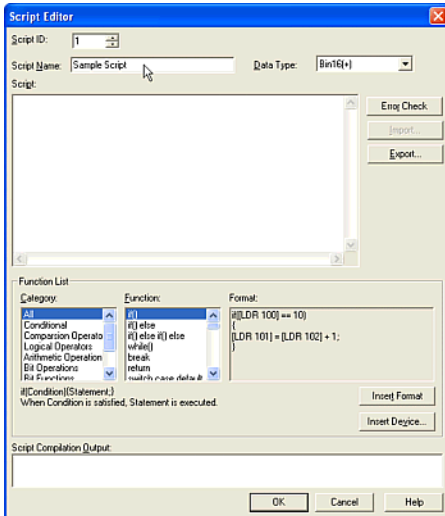 Script Editor
Script ID: 1
Script Name: Sample Script Data Type: Bin16(+)
Script:
Error Check
Import...
Export...
Function List
Category: Function: Format:
All if() if([LDR 100] == 10)
Conditional if() else {
Comparsion Operato if() else if() else [LDR 101] = [LDR 102] + 1;
Logical Operators while() }
Arithmetic Operation break
Bit Operations return
Bit Functions switch case default
if(Condition){Statement;}
When Condition is satisfied, Statement is executed.
Insert Format
Insert Device...
Script Compilation Output:
OK Cancel Help